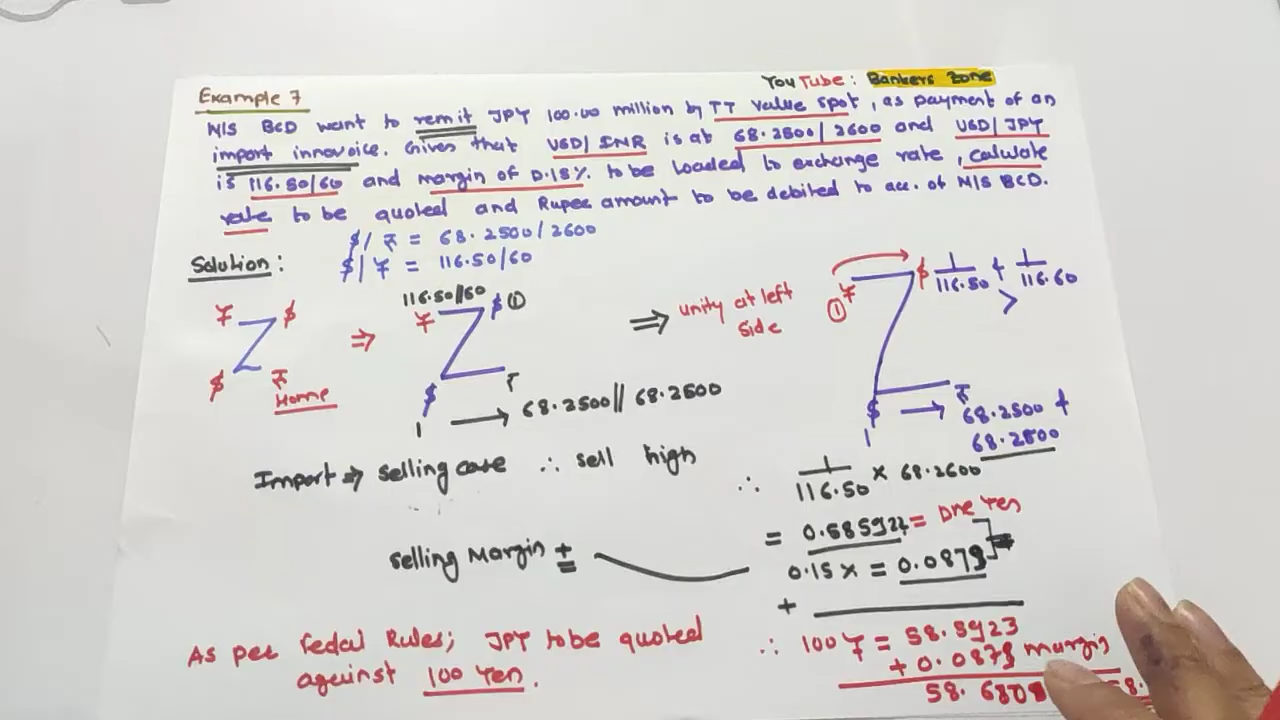 YouTube: Bankers Zone
Example 7
M/S BCD want to remit JPY 100.00 million by TT value spot, as payment of an
import innovoice. Gives that USD/INR is at 68.2500/2600 and USD/JPY
is 116.50/60 and margin of 0.15% to be loaded to exchange rate, calculate
rate to be quoted and Rupee amount to be debited to acc. of M/S BCD.
$/₹ = 68.2500/2600
Solution: $/¥ = 116.50/60
¥ $
$ ₹
Home
⇒
116.50//60
¥ $ ①
$ ₹
1 → 68.2500//68.2500
⇒ unity at left
side
① ¥ $ 1/116.50 + 1/116.60
>
$ → ₹
1 68.2500 +
68.2500
Import ⇒ selling case ∴ sell high
∴ 1/116.50 × 68.2600
= 0.585922 = One Yen
selling Margin +
0.15 % = 0.0879
+
As per Fedai Rules; JPY to be quoted
against 100 Yen.
∴ 100 ¥ = 58.5923
+ 0.0879 margin
58.6808